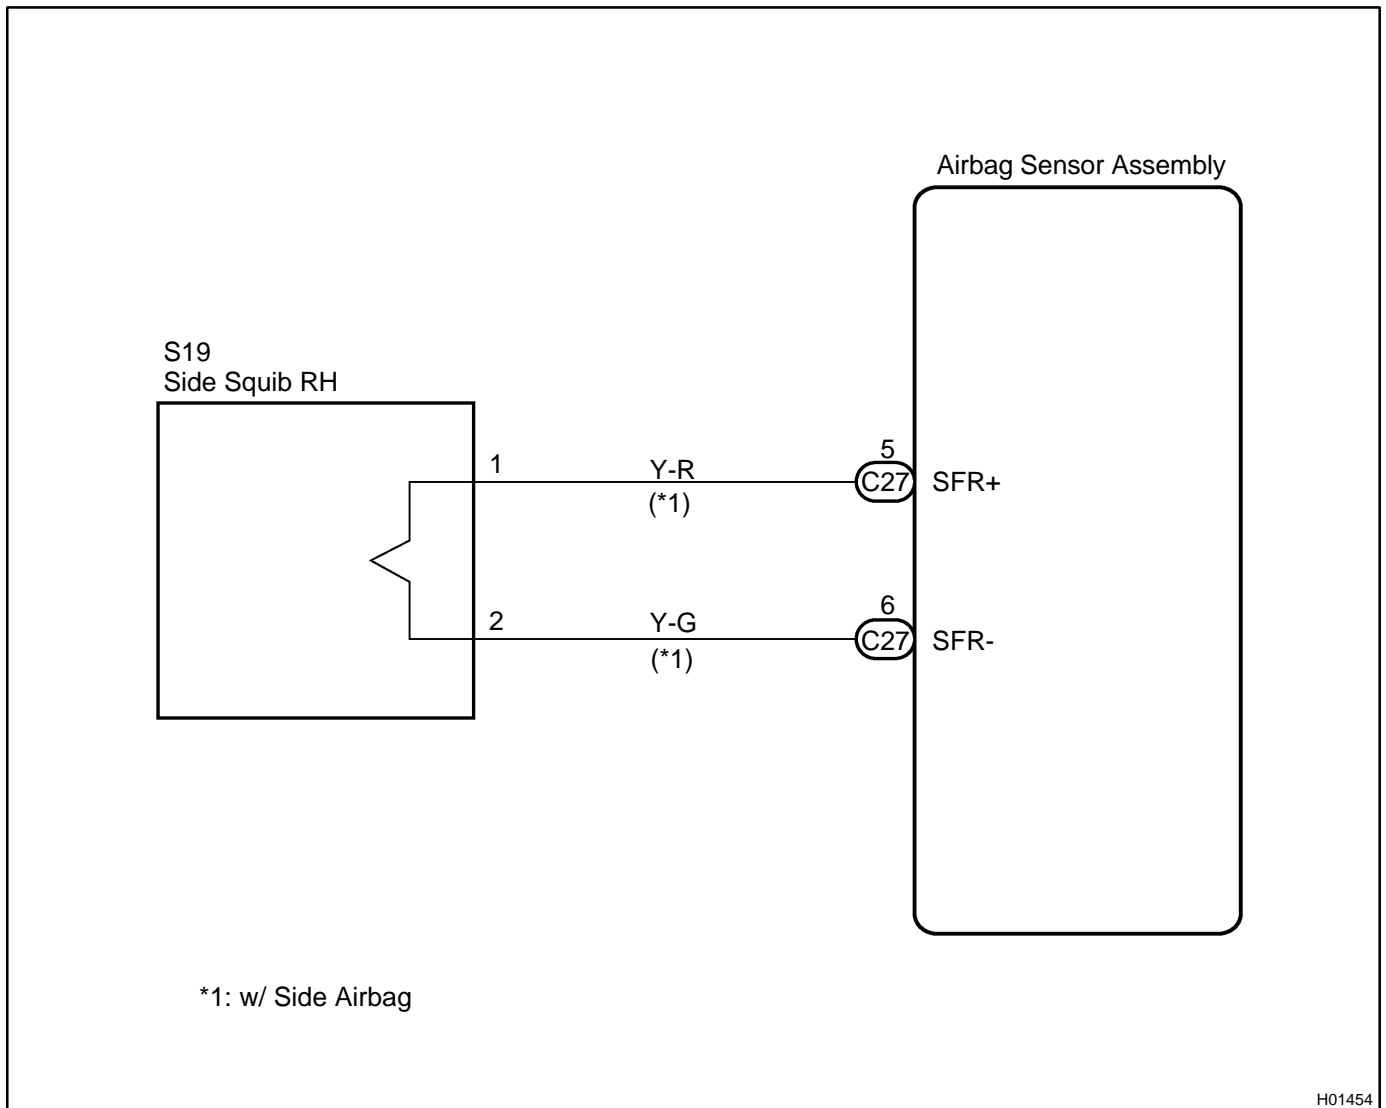 Airbag Sensor Assembly
S19
Side Squib RH
1
Y-R
(*1)
5
C27
SFR+
2
Y-G
(*1)
6
C27
SFR-
*1: w/ Side Airbag
H01454